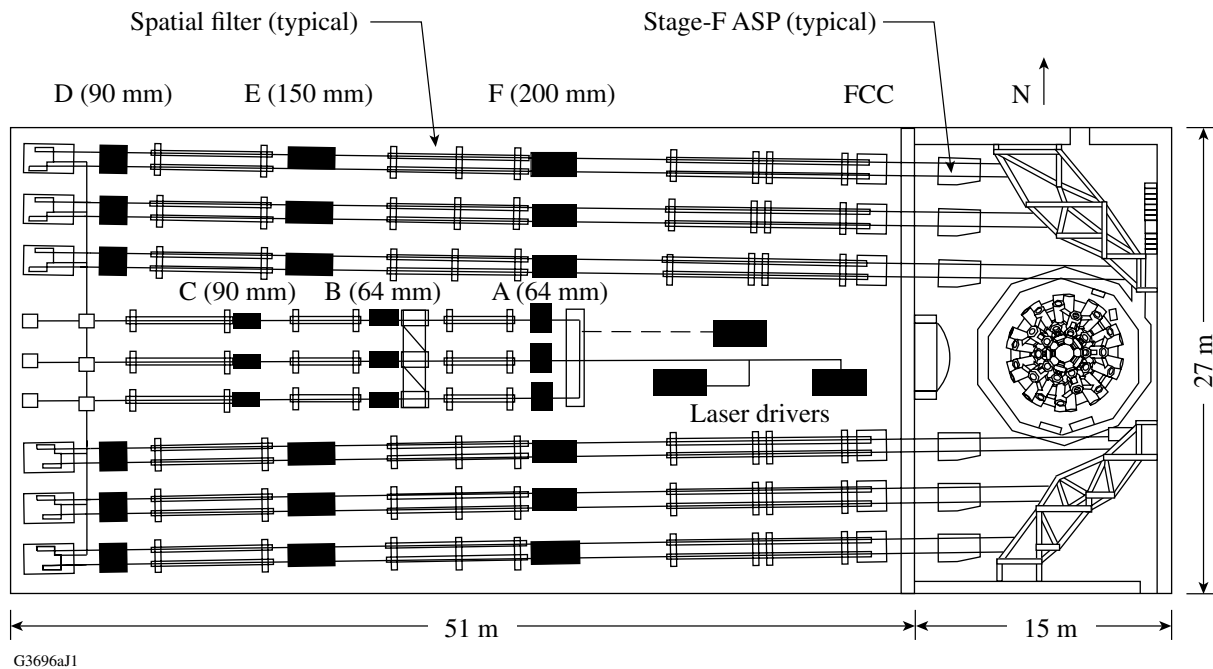 Spatial filter (typical)
Stage-F ASP (typical)
D (90 mm)
E (150 mm)
F (200 mm)
FCC
N
C (90 mm)
B (64 mm)
A (64 mm)
Laser drivers
27 m
51 m
15 m
G3696aJ1